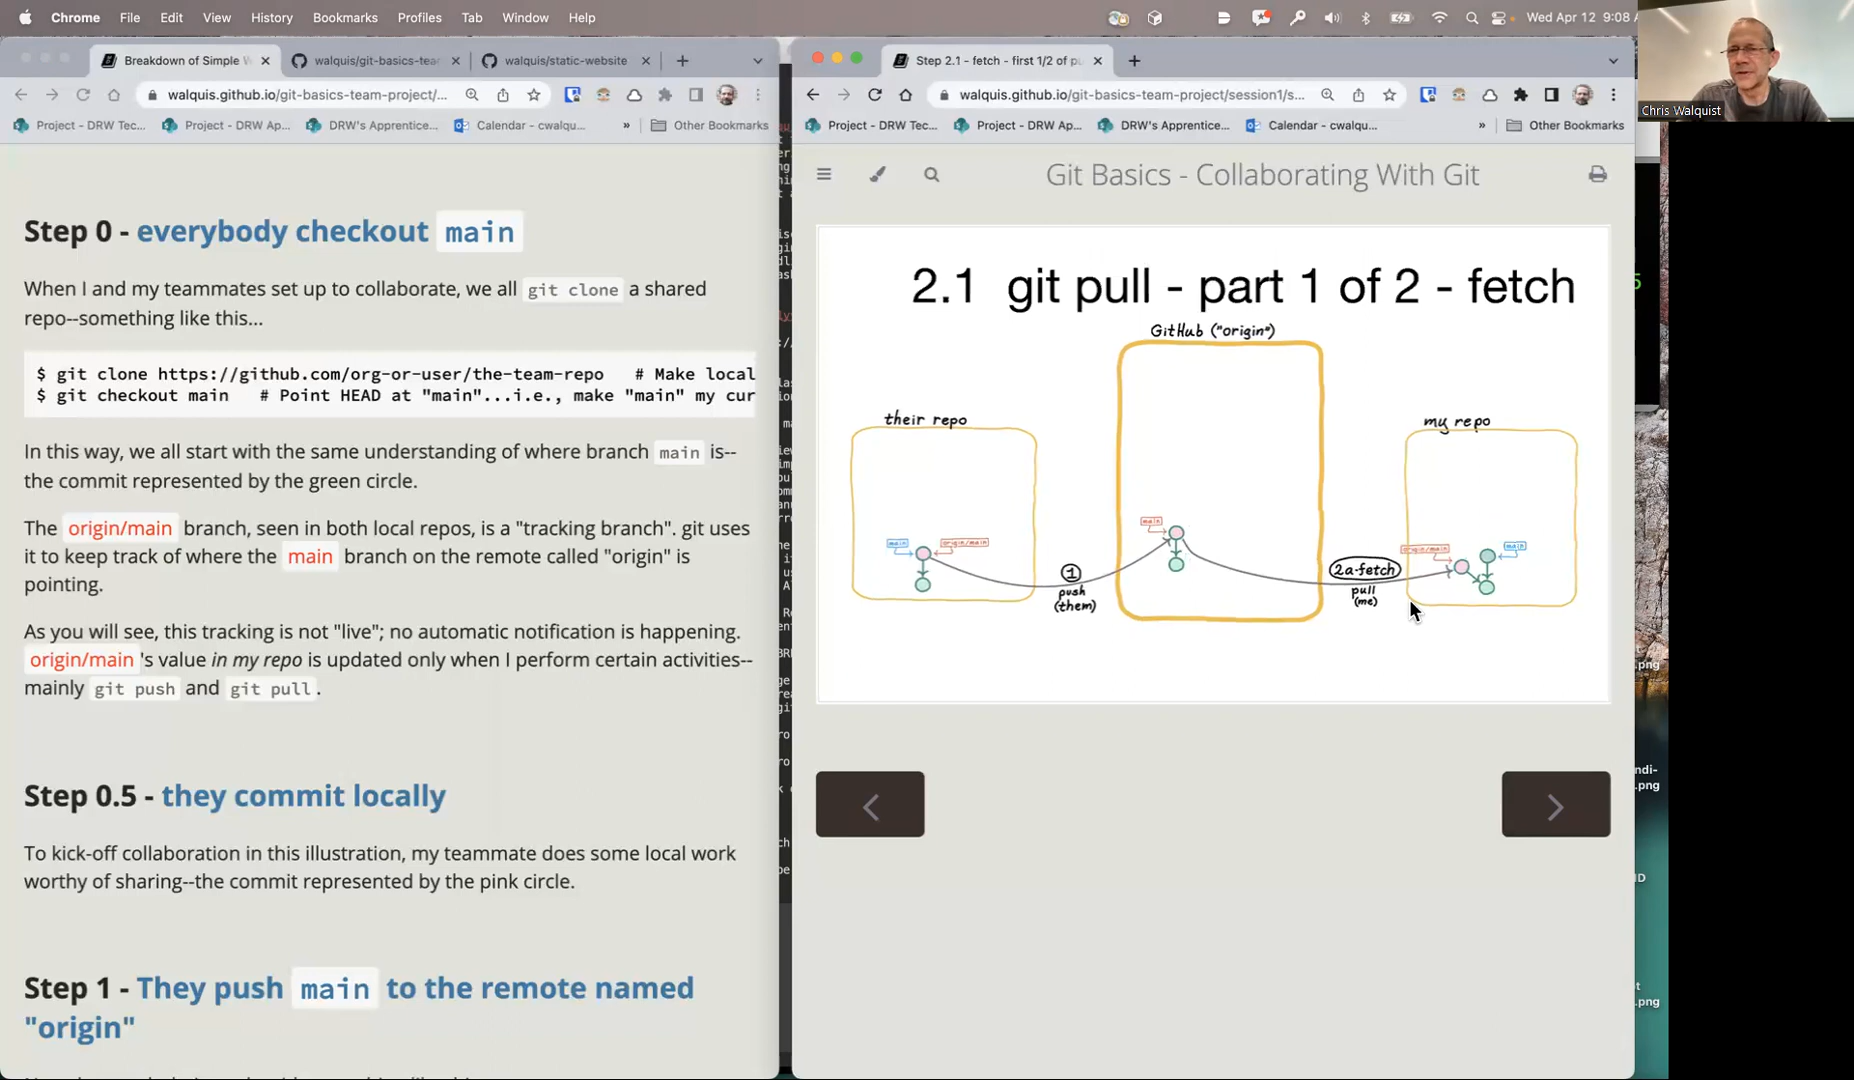 Chrome File Edit View History Bookmarks Profiles Tab Window Help
Wed Apr 12 9:08
Breakdown of Simple
walquis/git-basics-tea
walquis/static-website
walquis.github.io/git-basics-team-project/...
Project - DRW Tec...
Project - DRW Ap...
DRW's Apprentice...
Calendar - cwalqu...
»
Other Bookmarks
Step 0 - everybody checkout main
When I and my teammates set up to collaborate, we all git clone a shared
repo--something like this...
$ git clone https://github.com/org-or-user/the-team-repo # Make local
$ git checkout main # Point HEAD at "main"...i.e., make "main" my cur
In this way, we all start with the same understanding of where branch main is--
the commit represented by the green circle.
The origin/main branch, seen in both local repos, is a "tracking branch". git uses
it to keep track of where the main branch on the remote called "origin" is
pointing.
As you will see, this tracking is not "live"; no automatic notification is happening.
origin/main's value in my repo is updated only when I perform certain activities--
mainly git push and git pull.
Step 0.5 - they commit locally
To kick-off collaboration in this illustration, my teammate does some local work
worthy of sharing--the commit represented by the pink circle.
Step 1 - They push main to the remote named
"origin"
Step 2.1 - fetch - first 1/2 of pu
walquis.github.io/git-basics-team-project/session1/s...
Project - DRW Tec...
Project - DRW Ap...
DRW's Apprentice...
Calendar - cwalqu...
»
Other Bookmarks
Git Basics - Collaborating With Git
2.1 git pull - part 1 of 2 - fetch
GitHub ("origin")
their repo
my repo
main
origin/main
main
origin/main
main
1
push
(them)
2a-fetch
pull
(me)
Chris Walquist
.png
ndi-
.png
.png